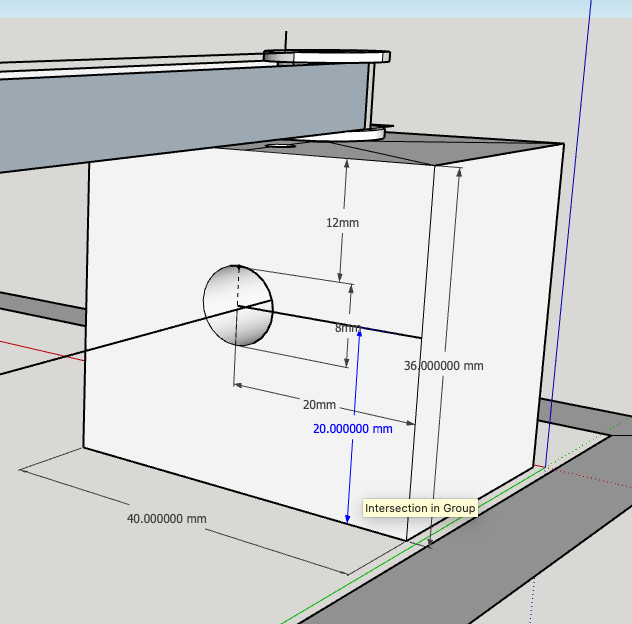 12mm
8mm
36.000000 mm
20mm
20.000000 mm
Intersection in Group
40.000000 mm